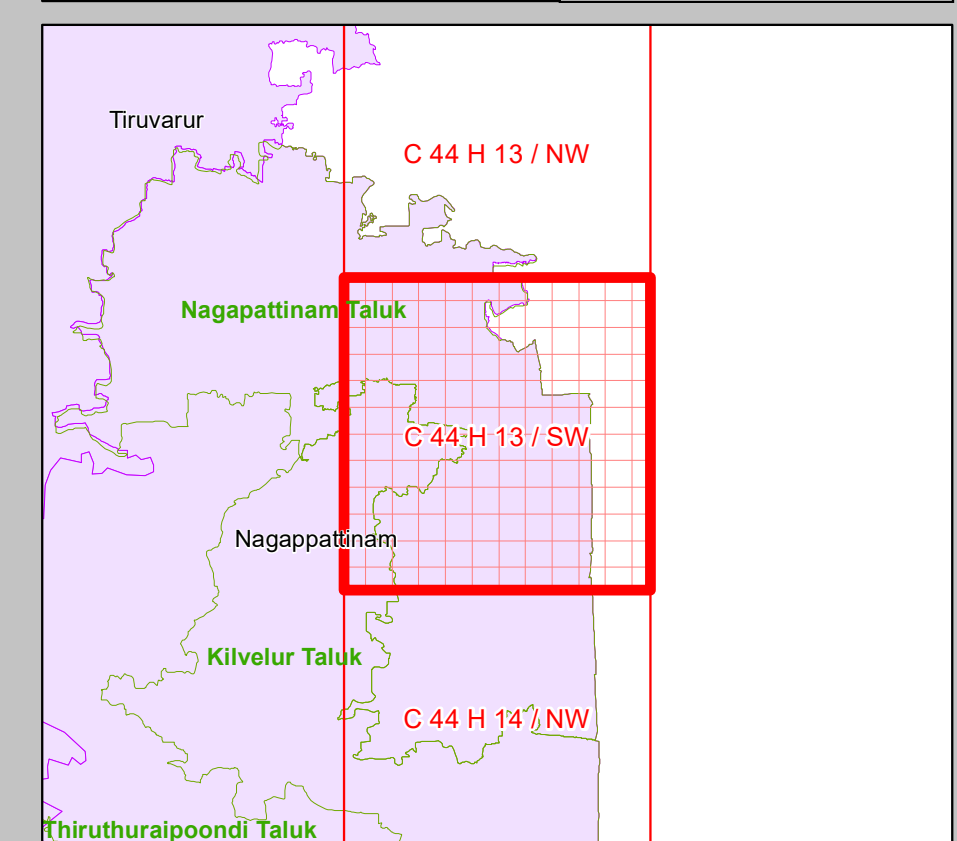 Tiruvarur
C 44 H 13 / NW
Nagapattinam Taluk
C 44 H 13 / SW
Nagappattinam
Kilvelur Taluk
C 44 H 14 / NW
Thiruthuraipoondi Taluk